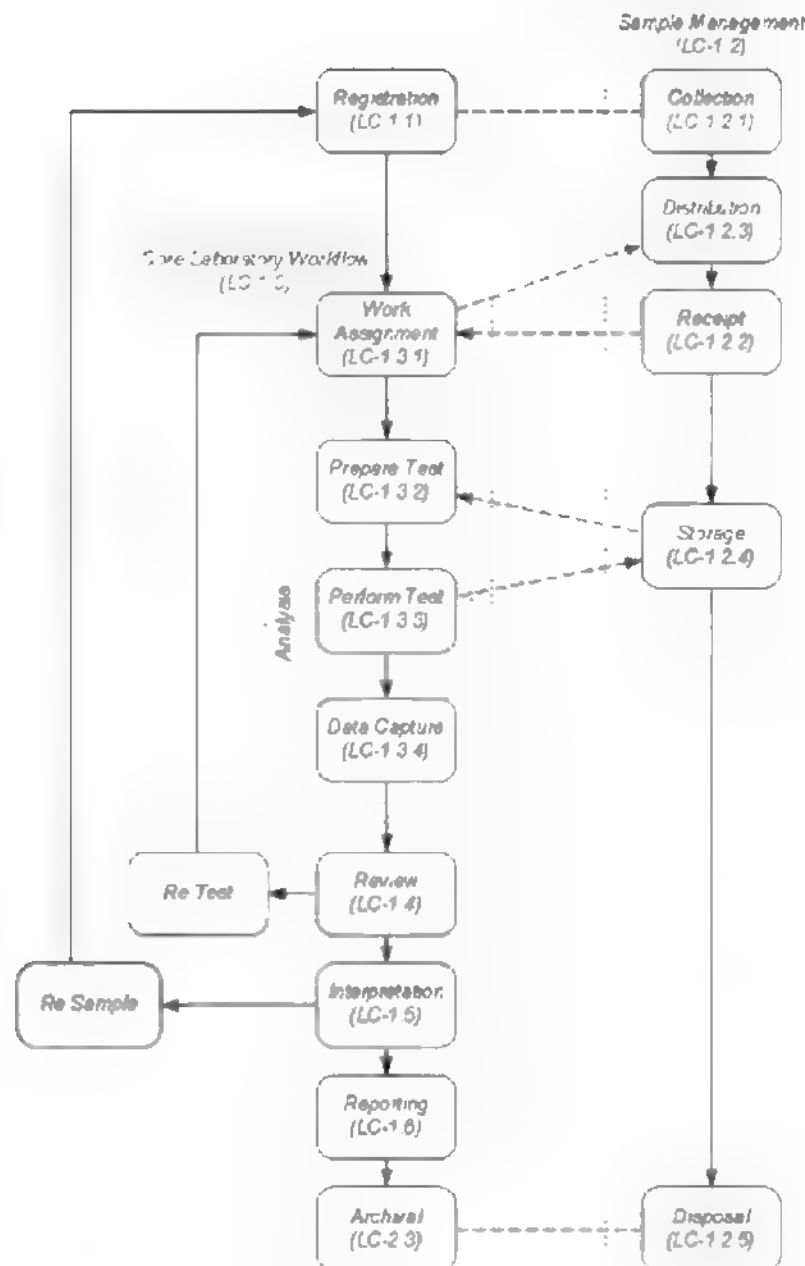 Sample Management
(LC-1.2)
Registration
(LC-1.1)
Collection
(LC-1.2.1)
Distribution
(LC-1.2.3)
Core Laboratory Workflow
Work
Assignment
(LC-1.3.1)
Receipt
(LC-1.2.2)
Prepare Test
(LC-1.3.2)
Storage
(LC-1.2.4)
Perform Test
(LC-1.3.3)
Analysis
Data Capture
(LC-1.3.4)
Re Test
Review
(LC-1.4)
Re Sample
Interpretation
(LC-1.5)
Reporting
(LC-1.6)
Archival
(LC-2.3)
Disposal
(LC-1.2.5)